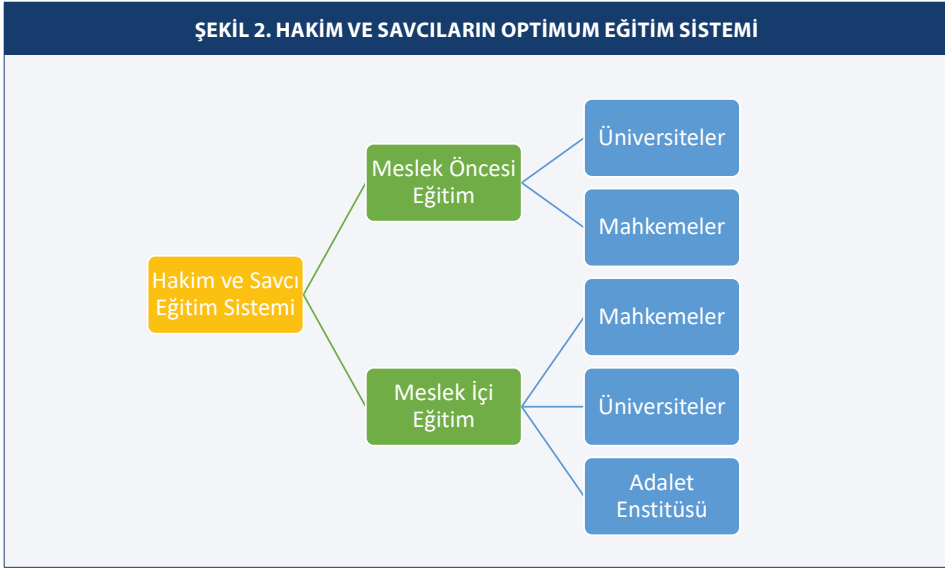 ŞEKİL 2. HAKİM VE SAVCILARIN OPTIMUM EĞİTİM SİSTEMİ
Hakim ve Savcı
Eğitim Sistemi
Meslek Öncesi
Eğitim
Üniversiteler
Mahkemeler
Meslek İçi
Eğitim
Mahkemeler
Üniversiteler
Adalet
Enstitüsü